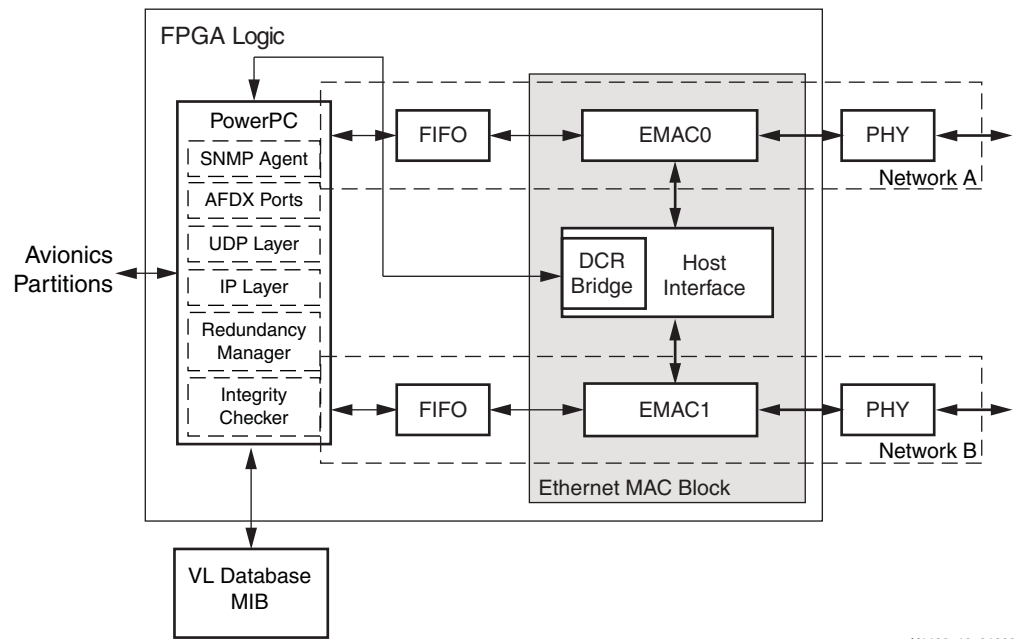 FPGA Logic
PowerPC
SNMP Agent
AFDX Ports
UDP Layer
IP Layer
Redundancy
Manager
Integrity
Checker
Avionics
Partitions
FIFO
EMAC0
PHY
Network A
DCR
Bridge
Host
Interface
FIFO
EMAC1
PHY
Network B
Ethernet MAC Block
VL Database
MIB